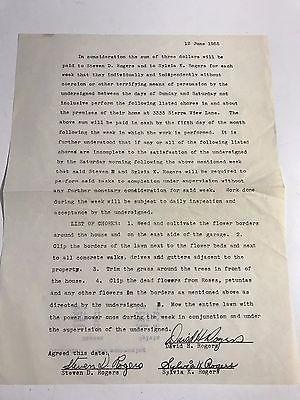 12 June 1968
In consideration the sum of three dollars will be
paid to Steven D. Rogers and to Sylvia K. Rogers for each
week that they individually and independently without
coercion or other terrifying means of persuasion by the
undersigned between the days of Sunday and Saturday not
inclusive perform the following listed chores in and about
the premises of their home at 3333 Sierra View Lane. The
above sum will be paid in cash by the fifth day of the month
following the week in which the work is performed. It is
further understood that if any or all of the following listed
chores are incomplete to the satisfaction of the undersigned
by the Saturday morning following the above mentioned week
that said Steven D and Sylvia K. Rogers will be required to
perform said tasks to completion under supervision without
any further monetary consideration for said week. Work done
during the week will be subject to daily inspection and
acceptance by the undersigned.
LIST OF CHORES: 1. Weed and cultivate the flower borders
around the house and on the east side of the garage. 2.
Clip the borders of the lawn next to the flower beds and next
to all concrete walks, drives and gutters adjacent to the
property. 3. Trim the grass around the trees in front of
the house. 4. Clip the dead flowers from Roses, petunias
and any other flowers in the borders as mentioned above as
directed by the undersigned. 5. Mow the entire lawn with
the power mower once during the week in conjunction and
under the supervision of the undersigned.
David H Rogers
David H. Rogers
Agreed this date:
Steven D. Rogers Sylvia K Rogers
Steven D. Rogers Sylvia K. Rogers